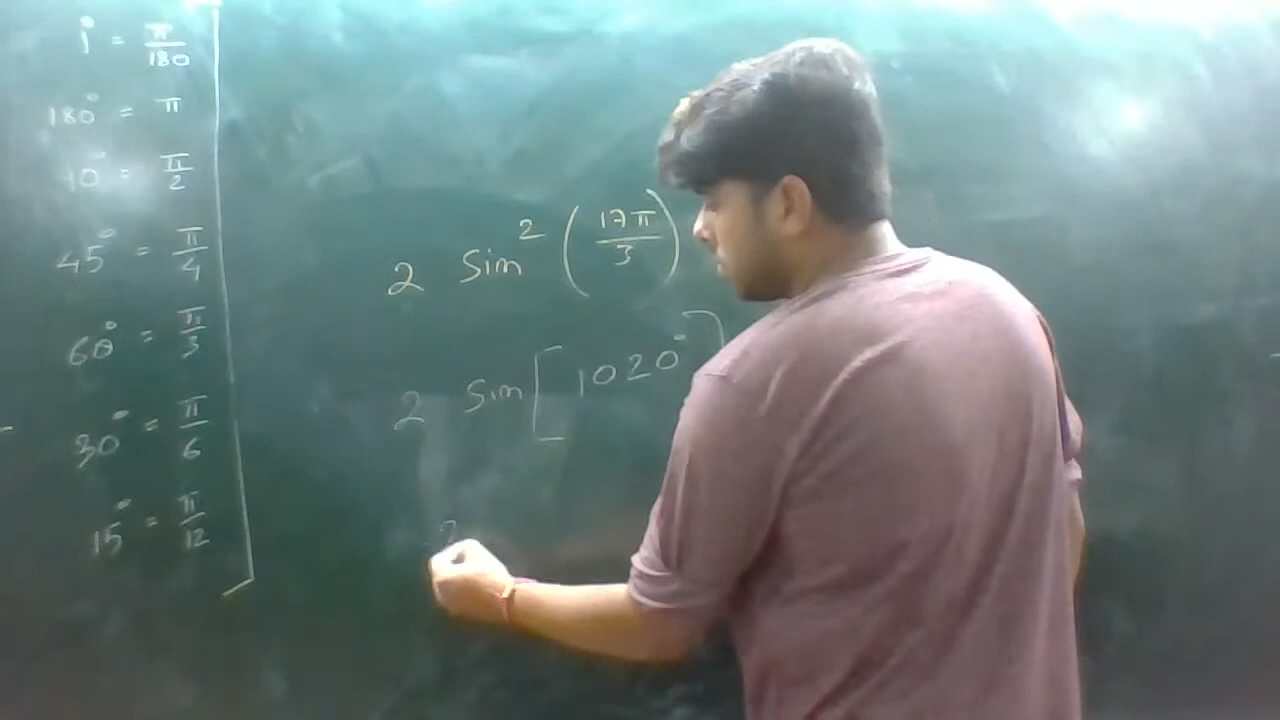 1° = π/180
180° = π
90° = π/2
45° = π/4
60° = π/3
30° = π/6
15° = π/12
2 Sin² (17π/3)
2 Sin [1020°]
2